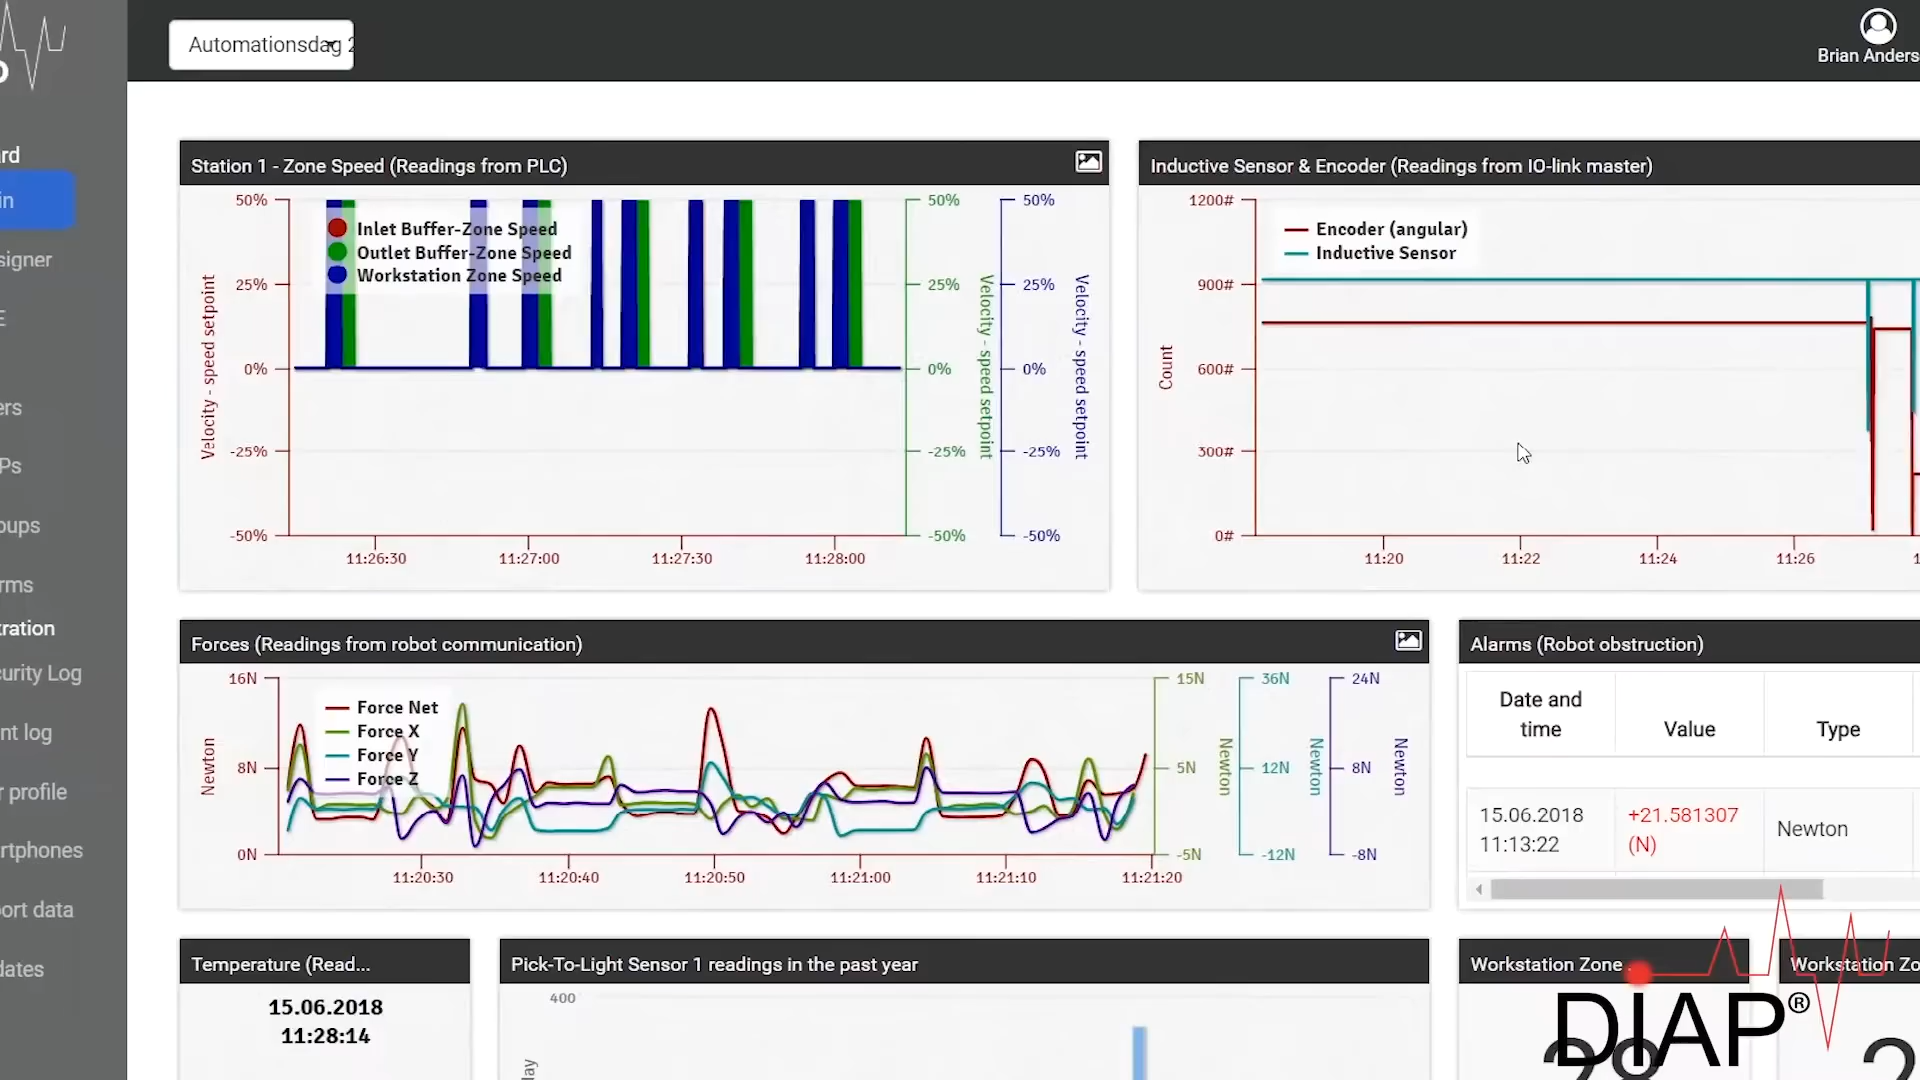 Automationsdag
Brian Anders
rd
in
signer
E
ers
Ps
oups
rms
ration
curity Log
nt log
r profile
rtphones
ort data
dates
Station 1 - Zone Speed (Readings from PLC)
50%
25%
0%
-25%
-50%
Velocity - speed setpoint
Inlet Buffer-Zone Speed
Outlet Buffer-Zone Speed
Workstation Zone Speed
50%
25%
0%
-25%
-50%
Velocity - speed setpoint
50%
25%
0%
-25%
-50%
Velocity - speed setpoint
11:26:30 11:27:00 11:27:30 11:28:00
Inductive Sensor & Encoder (Readings from IO-link master)
1200#
900#
600#
300#
0#
Count
Encoder (angular)
Inductive Sensor
11:20 11:22 11:24 11:26
Forces (Readings from robot communication)
16N
8N
0N
Newton
Force Net
Force X
Force Y
Force Z
15N
5N
-5N
Newton
36N
12N
-12N
Newton
24N
8N
-8N
Newton
11:20:30 11:20:40 11:20:50 11:21:00 11:21:10 11:21:20
Alarms (Robot obstruction)
Date and
time
Value
Type
15.06.2018
11:13:22
+21.581307
(N)
Newton
Temperature (Read...
15.06.2018
11:28:14
Pick-To-Light Sensor 1 readings in the past year
400
day
Workstation Zone
Workstation Zo
DIAP®